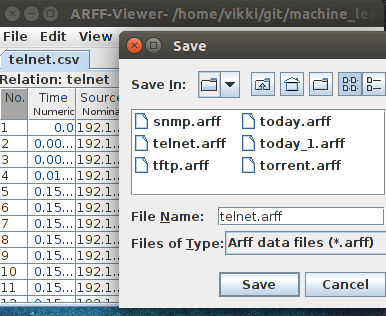 ARFF-Viewer- /home/vikki/git/machine_lea
File Edit View
telnet.csv
Relation: telnet
No. Time Source
Numeric Nomina
1 0.0 192.1...
2 0.00... 192.1...
3 0.00... 192.1...
4 0.01... 192.1...
5 0.15... 192.1...
6 0.15... 192.1...
7 0.15... 192.1...
8 0.15... 192.1...
9 0.15... 192.1...
10 0.15... 192.1...
11 0.15... 192.1...
12 0.15... 192.1...
Save
Save In:
snmp.arff today.arff
telnet.arff today_1.arff
tftp.arff torrent.arff
File Name: telnet.arff
Files of Type: Arff data files (*.arff)
Save Cancel